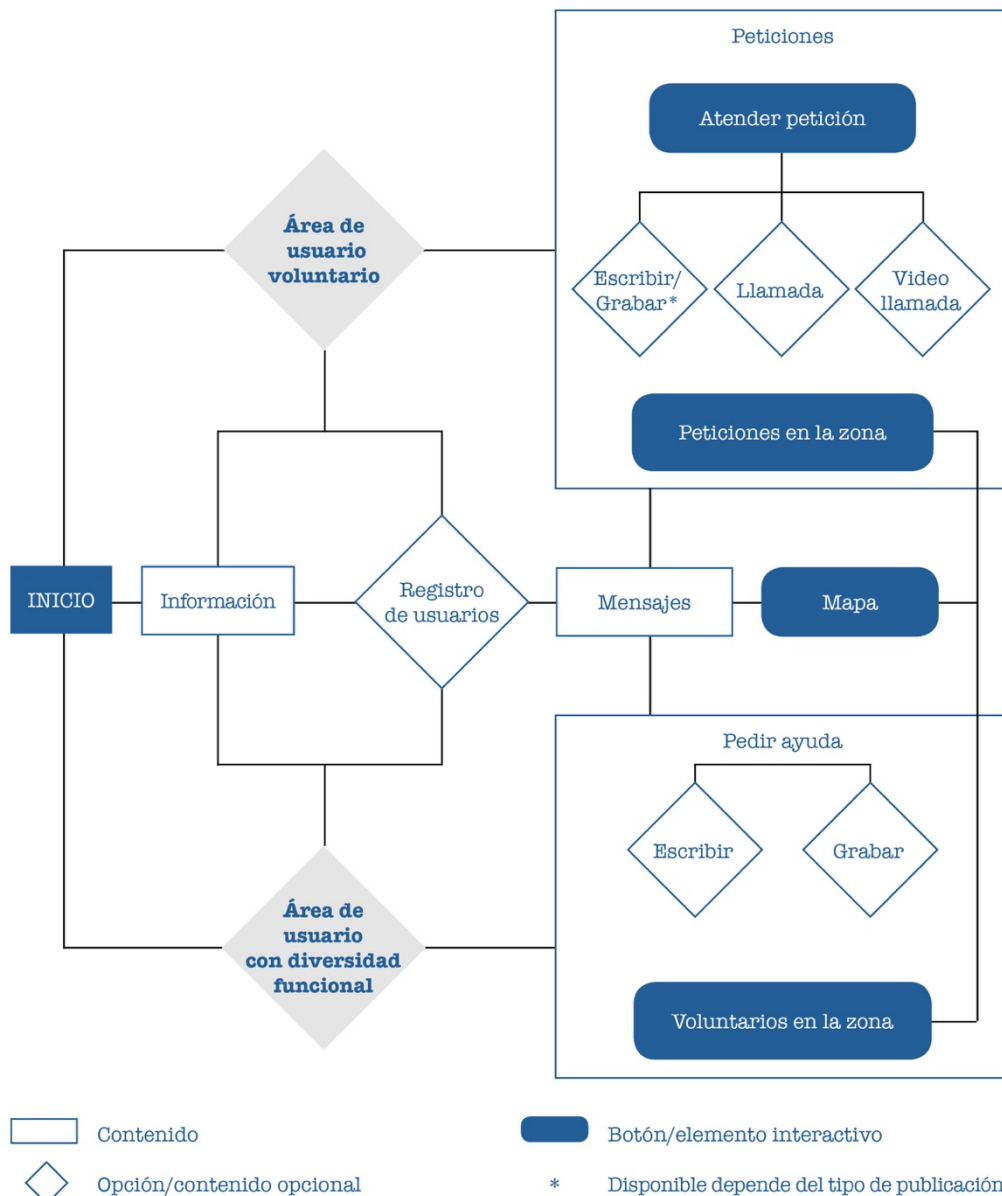 Peticiones
Atender petición
Área de
usuario
voluntario
Escribir/
Grabar*
Llamada
Video
llamada
Peticiones en la zona
INICIO
Información
Registro
de usuarios
Mensajes
Mapa
Pedir ayuda
Escribir
Grabar
Área de
usuario
con diversidad
funcional
Voluntarios en la zona
Contenido
Botón/elemento interactivo
Opción/contenido opcional
* Disponible depende del tipo de publicación